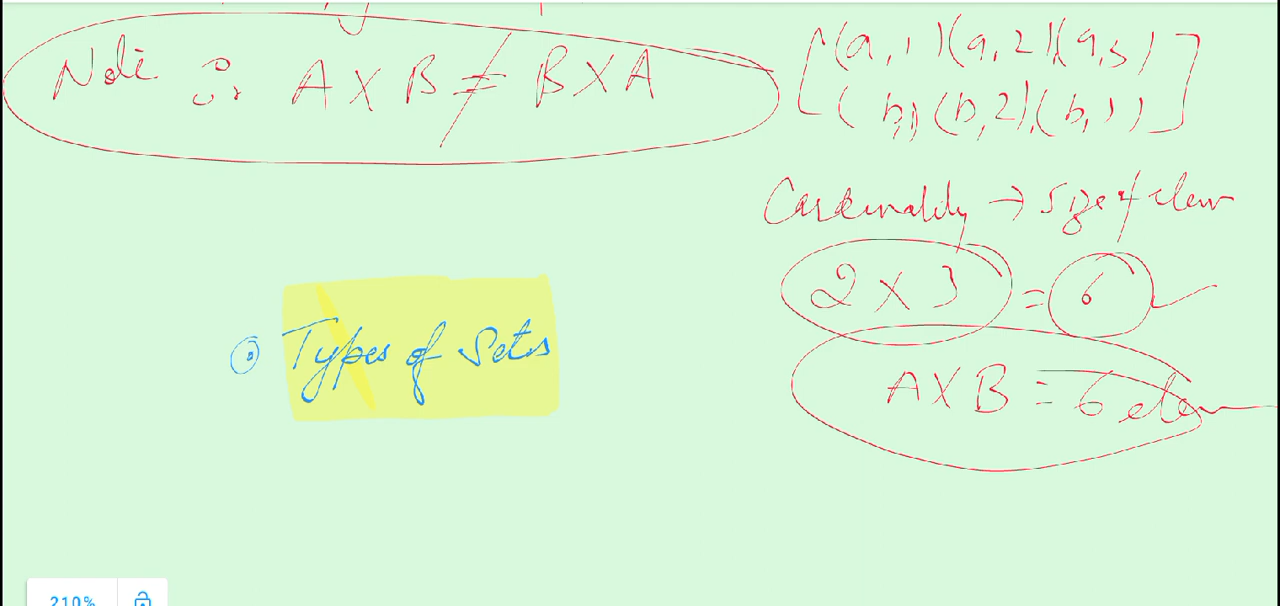 Note :- A X B ≠ B X A
[(a, 1)(a, 2)(a, 3)
(b, 1)(b, 2),(b, 3)]
Cardinality → Size of elem
2 X 3 = 6
Types of Sets
A X B = 6 elem
210%